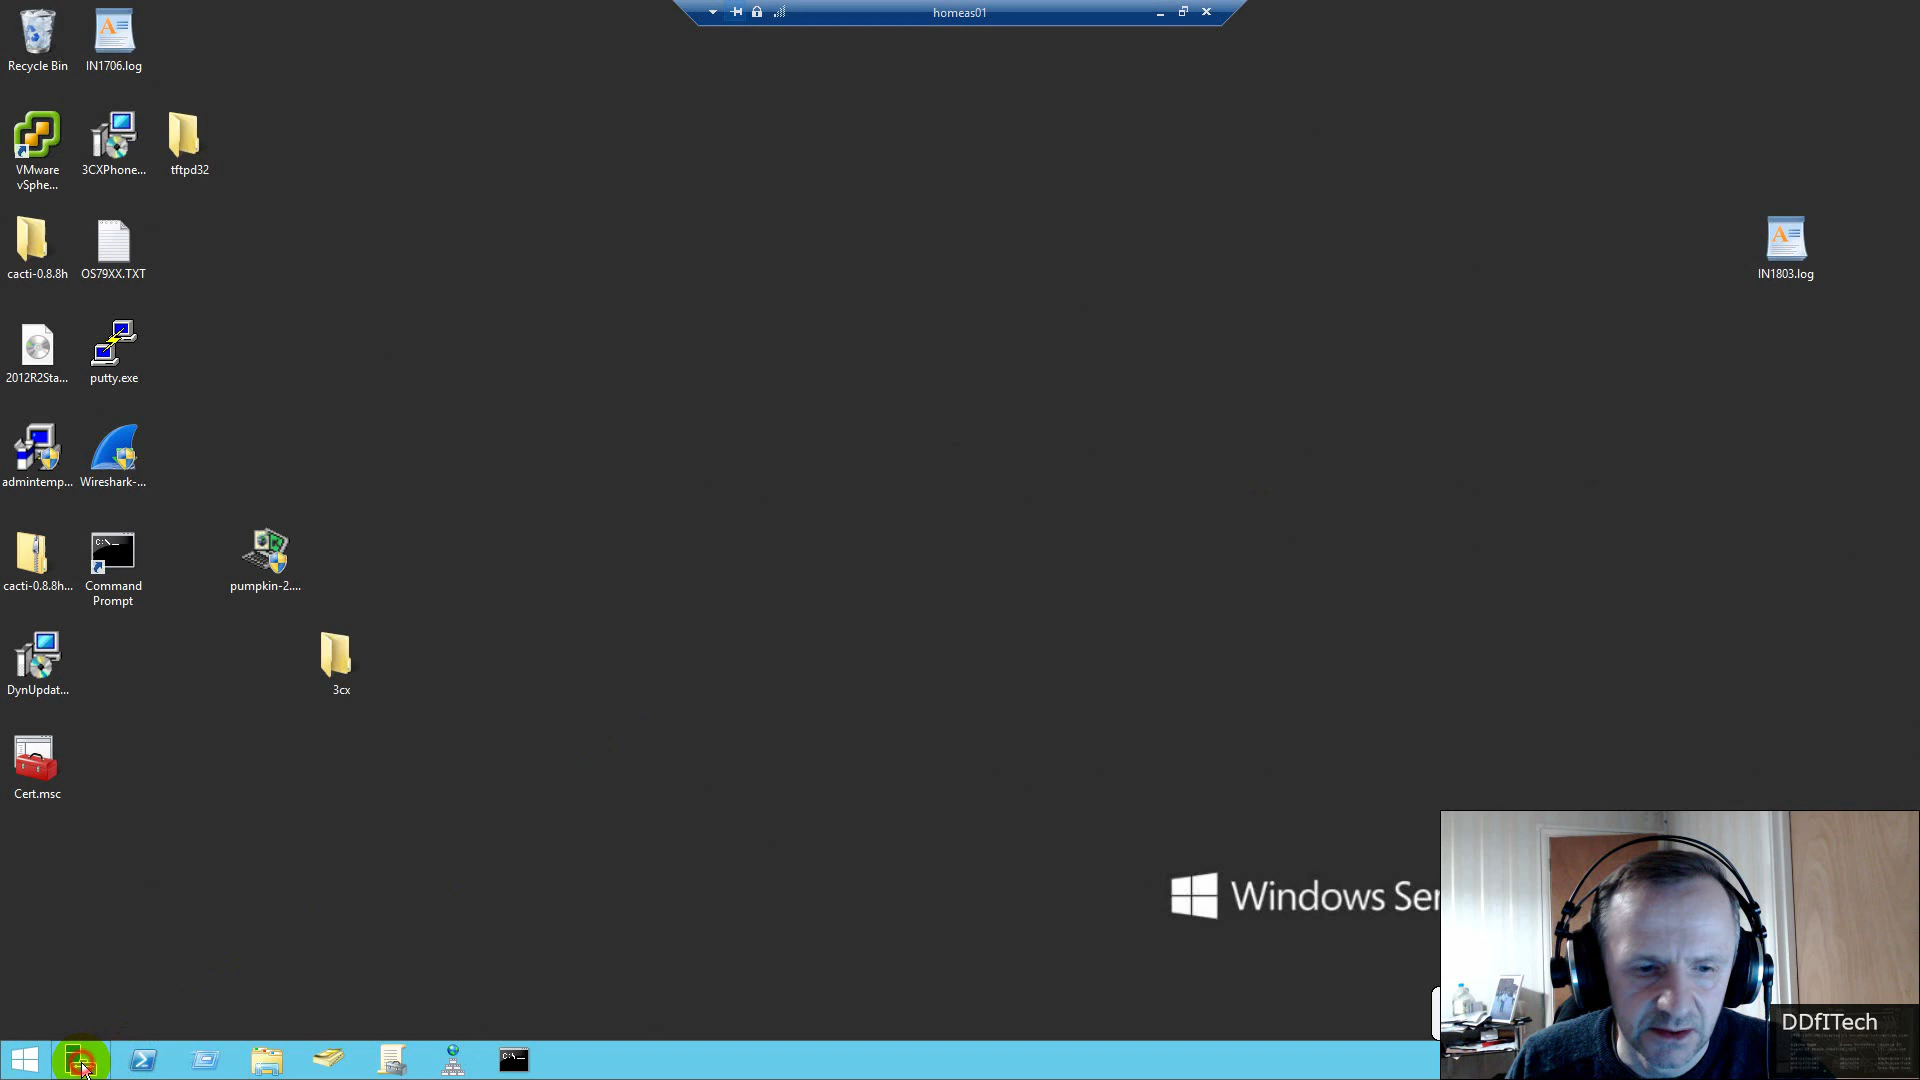 homeas01
Recycle Bin
IN1706.log
VMware
vSphe...
3CXPhone...
tftpd32
cacti-0.8.8h
OS79XX.TXT
IN1803.log
2012R2Sta...
putty.exe
admintemp...
Wireshark-...
cacti-0.8.8h...
Command
Prompt
pumpkin-2....
DynUpdat...
3cx
Cert.msc
Windows Ser
DDfITech